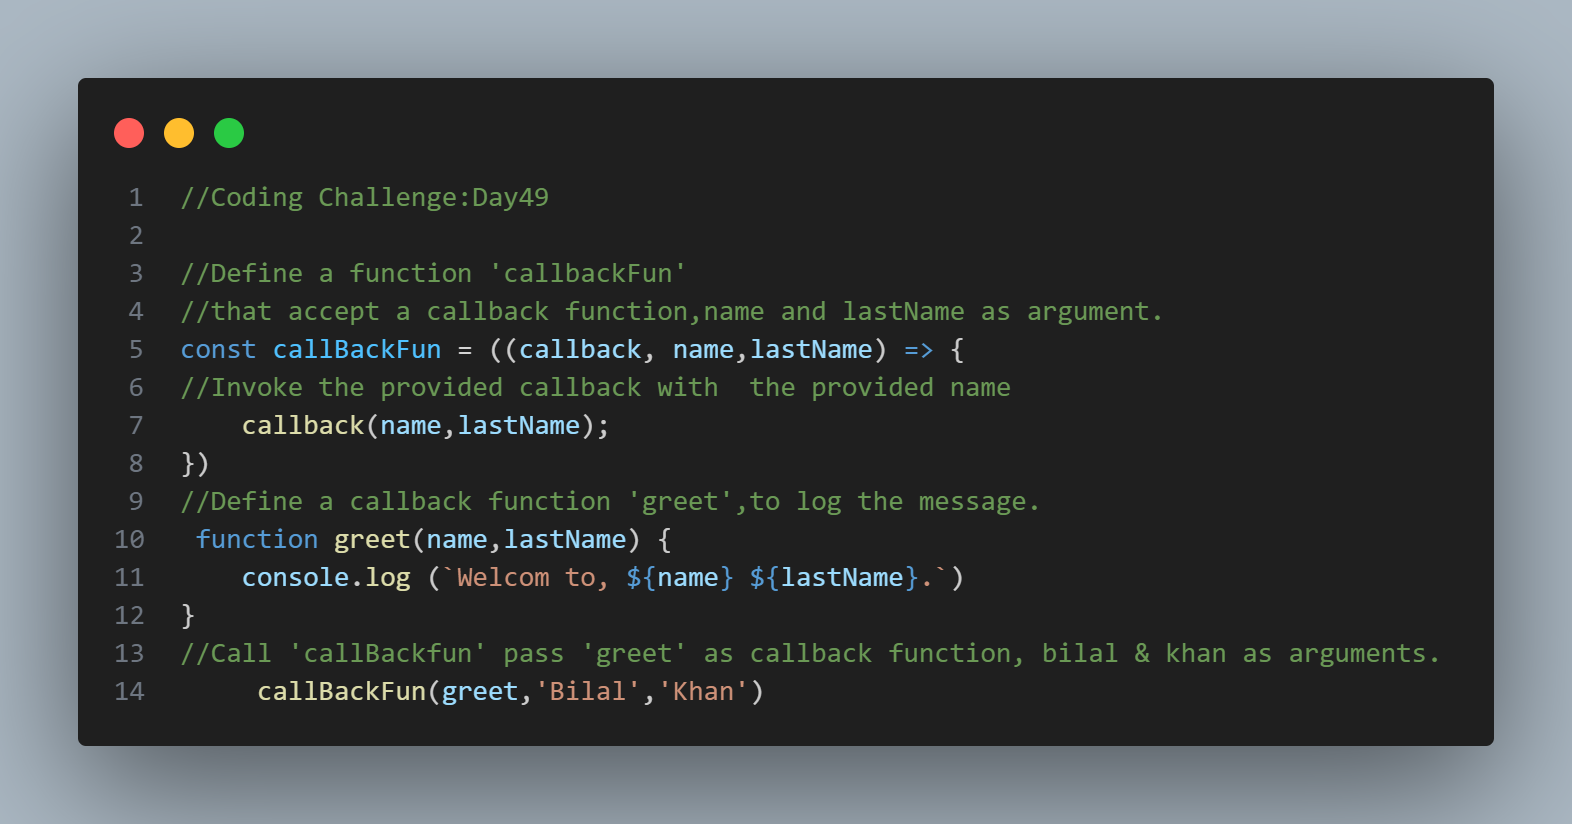 1 //Coding Challenge:Day49
2
3 //Define a function 'callbackFun'
4 //that accept a callback function,name and lastName as argument.
5 const callBackFun = ((callback, name,lastName) => {
6 //Invoke the provided callback with  the provided name
7     callback(name,lastName);
8 })
9 //Define a callback function 'greet',to log the message.
10  function greet(name,lastName) {
11     console.log (`Welcom to, ${name} ${lastName}.`)
12 }
13 //Call 'callBackfun' pass 'greet' as callback function, bilal & khan as arguments.
14      callBackFun(greet,'Bilal','Khan')